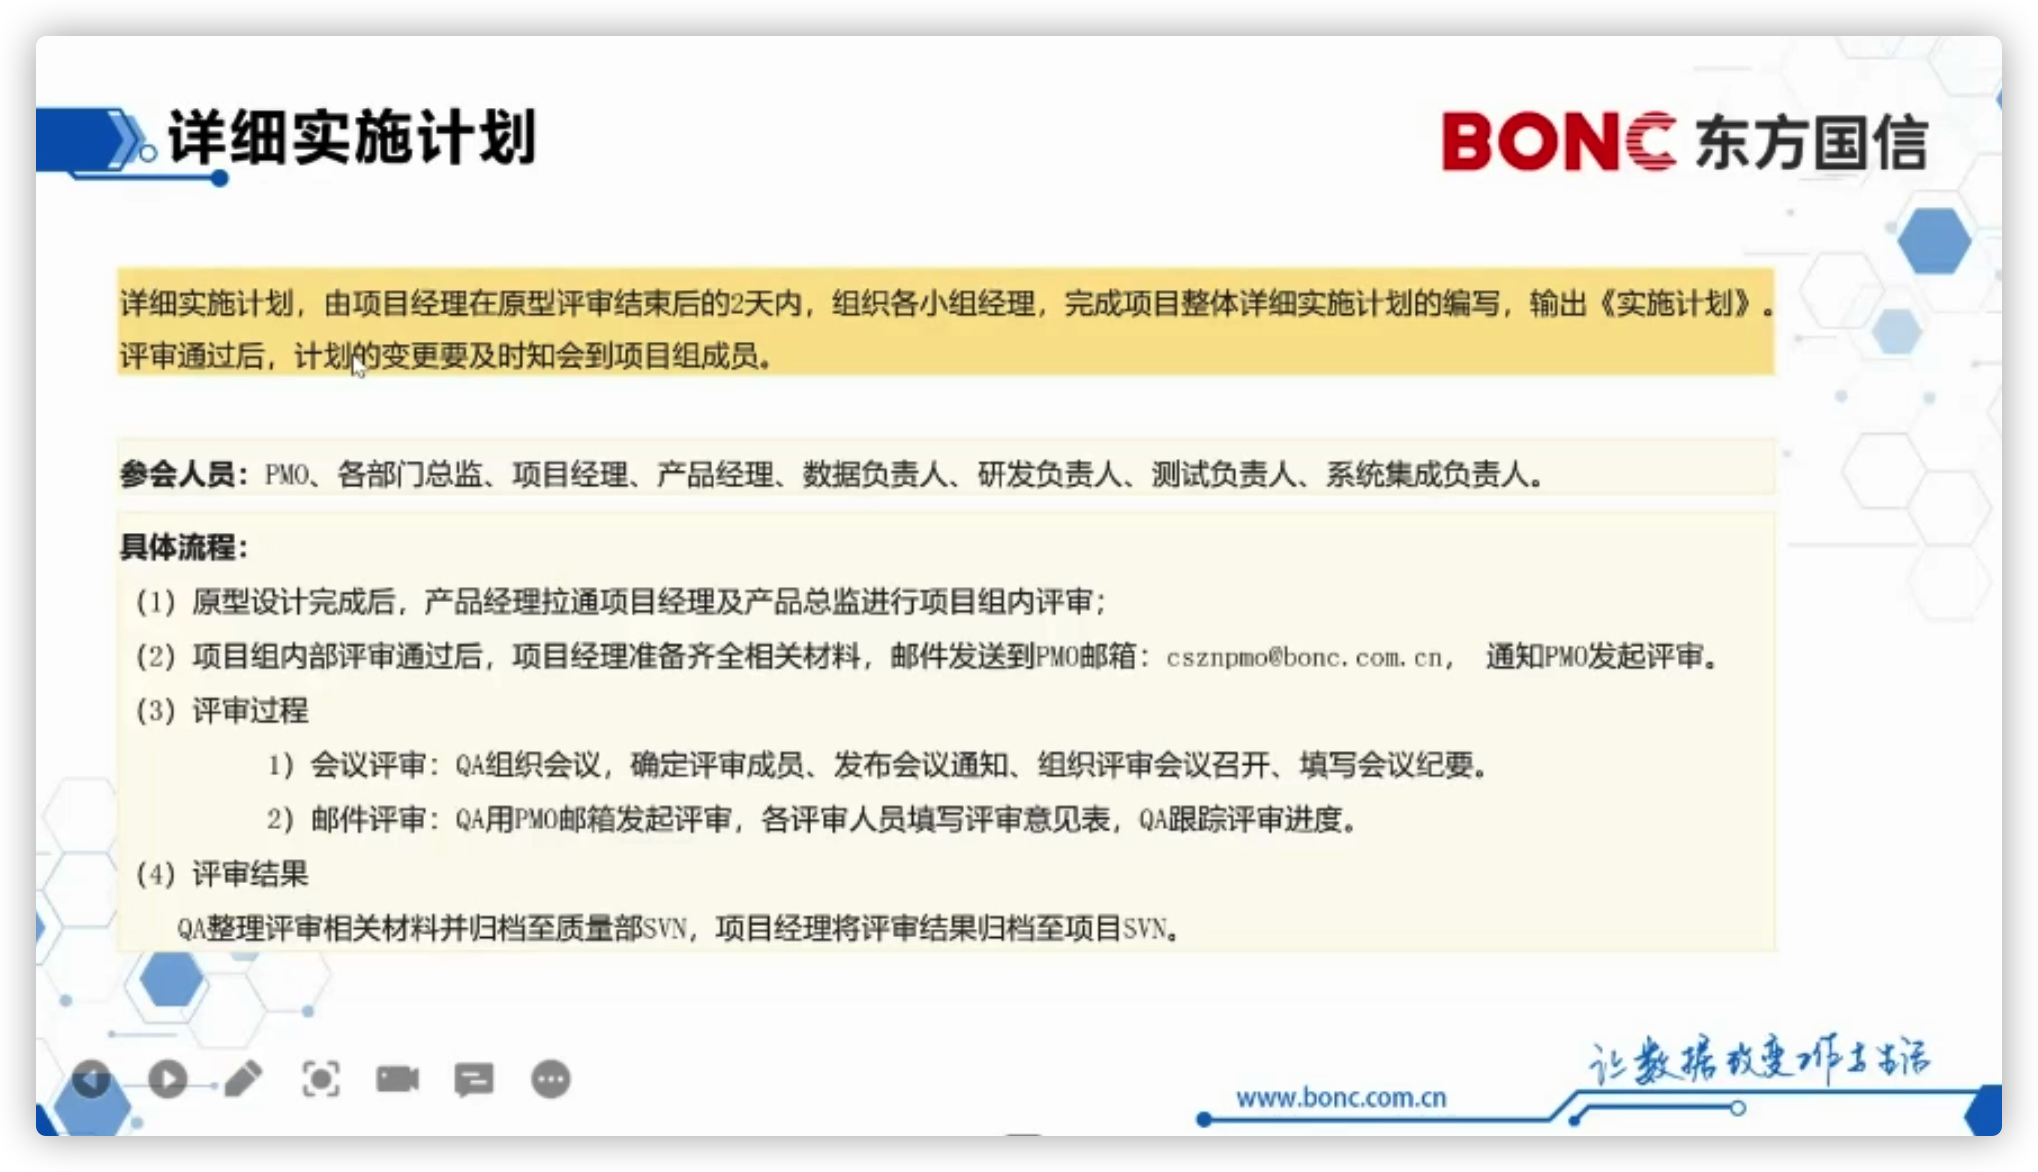 详细实施计划
BONC 东方国信
详细实施计划，由项目经理在原型评审结束后的2天内，组织各小组经理，完成项目整体详细实施计划的编写，输出《实施计划》。
评审通过后，计划的变更要及时知会到项目组成员。
参会人员：PMO、各部门总监、项目经理、产品经理、数据负责人、研发负责人、测试负责人、系统集成负责人。
具体流程：
（1）原型设计完成后，产品经理拉通项目经理及产品总监进行项目组内评审；
（2）项目组内部评审通过后，项目经理准备齐全相关材料，邮件发送到PMO邮箱：csznpmo@bonc.com.cn， 通知PMO发起评审。
（3）评审过程
1）会议评审：QA组织会议，确定评审成员、发布会议通知、组织评审会议召开、填写会议纪要。
2）邮件评审：QA用PMO邮箱发起评审，各评审人员填写评审意见表，QA跟踪评审进度。
（4）评审结果
QA整理评审相关材料并归档至质量部SVN，项目经理将评审结果归档至项目SVN。
让数据改变工作与生活
www.bonc.com.cn